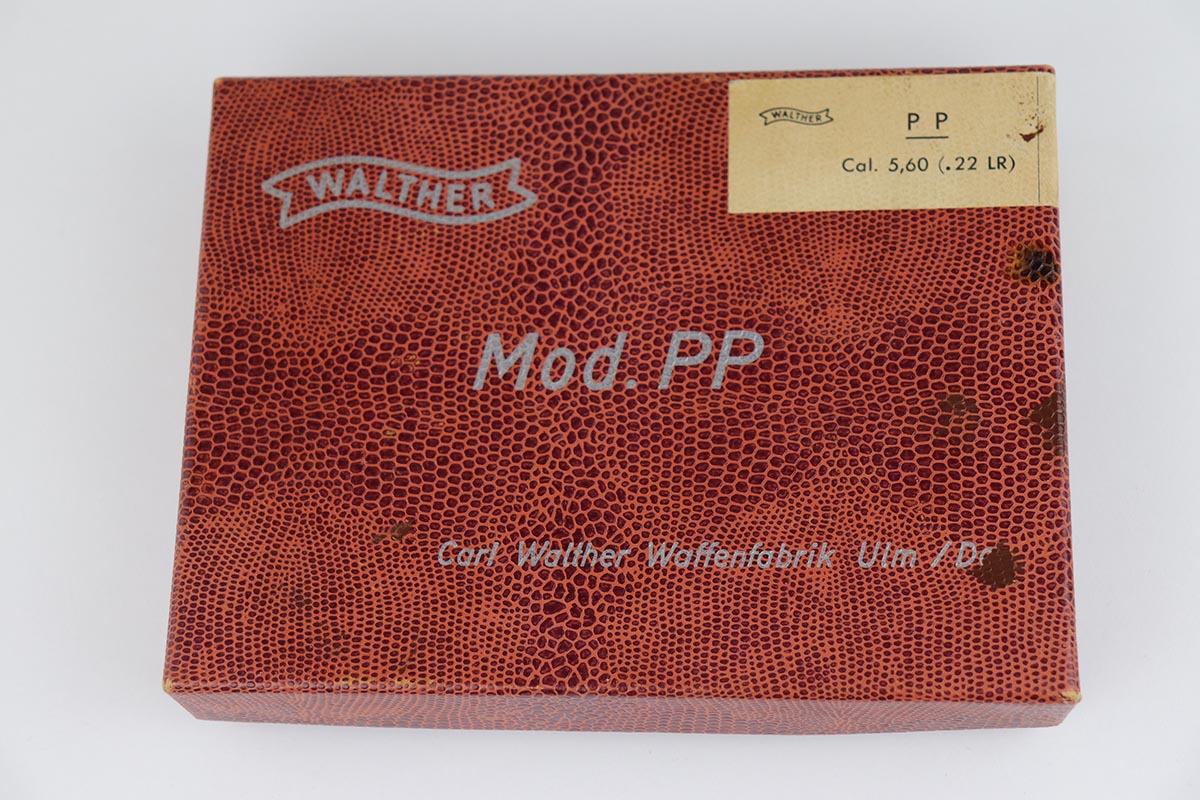 WALTHER
WALTHER
P P
Cal. 5,60 (.22 LR)
Mod. PP
Carl Walther Waffenfabrik Ulm /